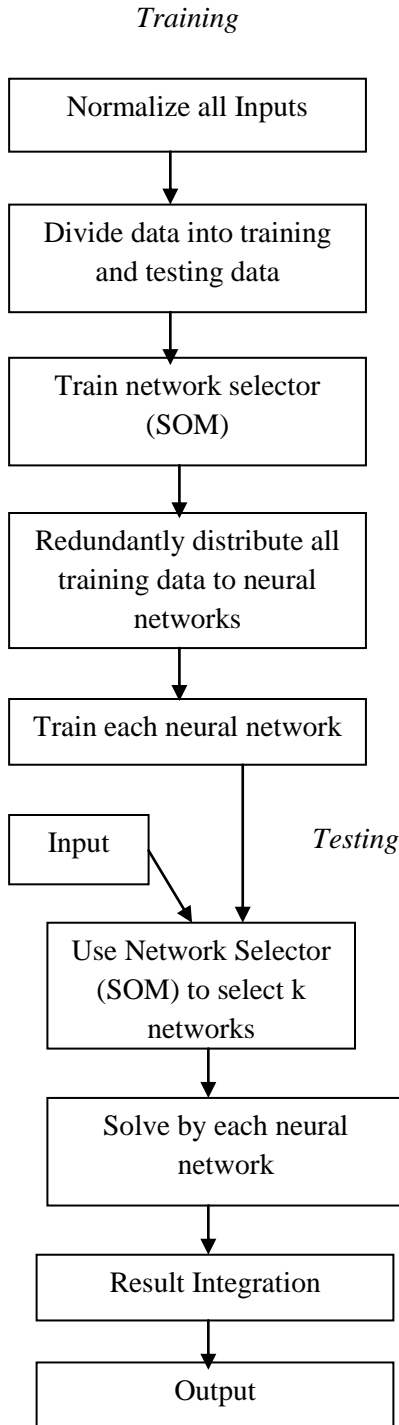 Training
Normalize all Inputs
Divide data into training
and testing data
Train network selector
(SOM)
Redundantly distribute all
training data to neural
networks
Train each neural network
Input
Testing
Use Network Selector
(SOM) to select k
networks
Solve by each neural
network
Result Integration
Output